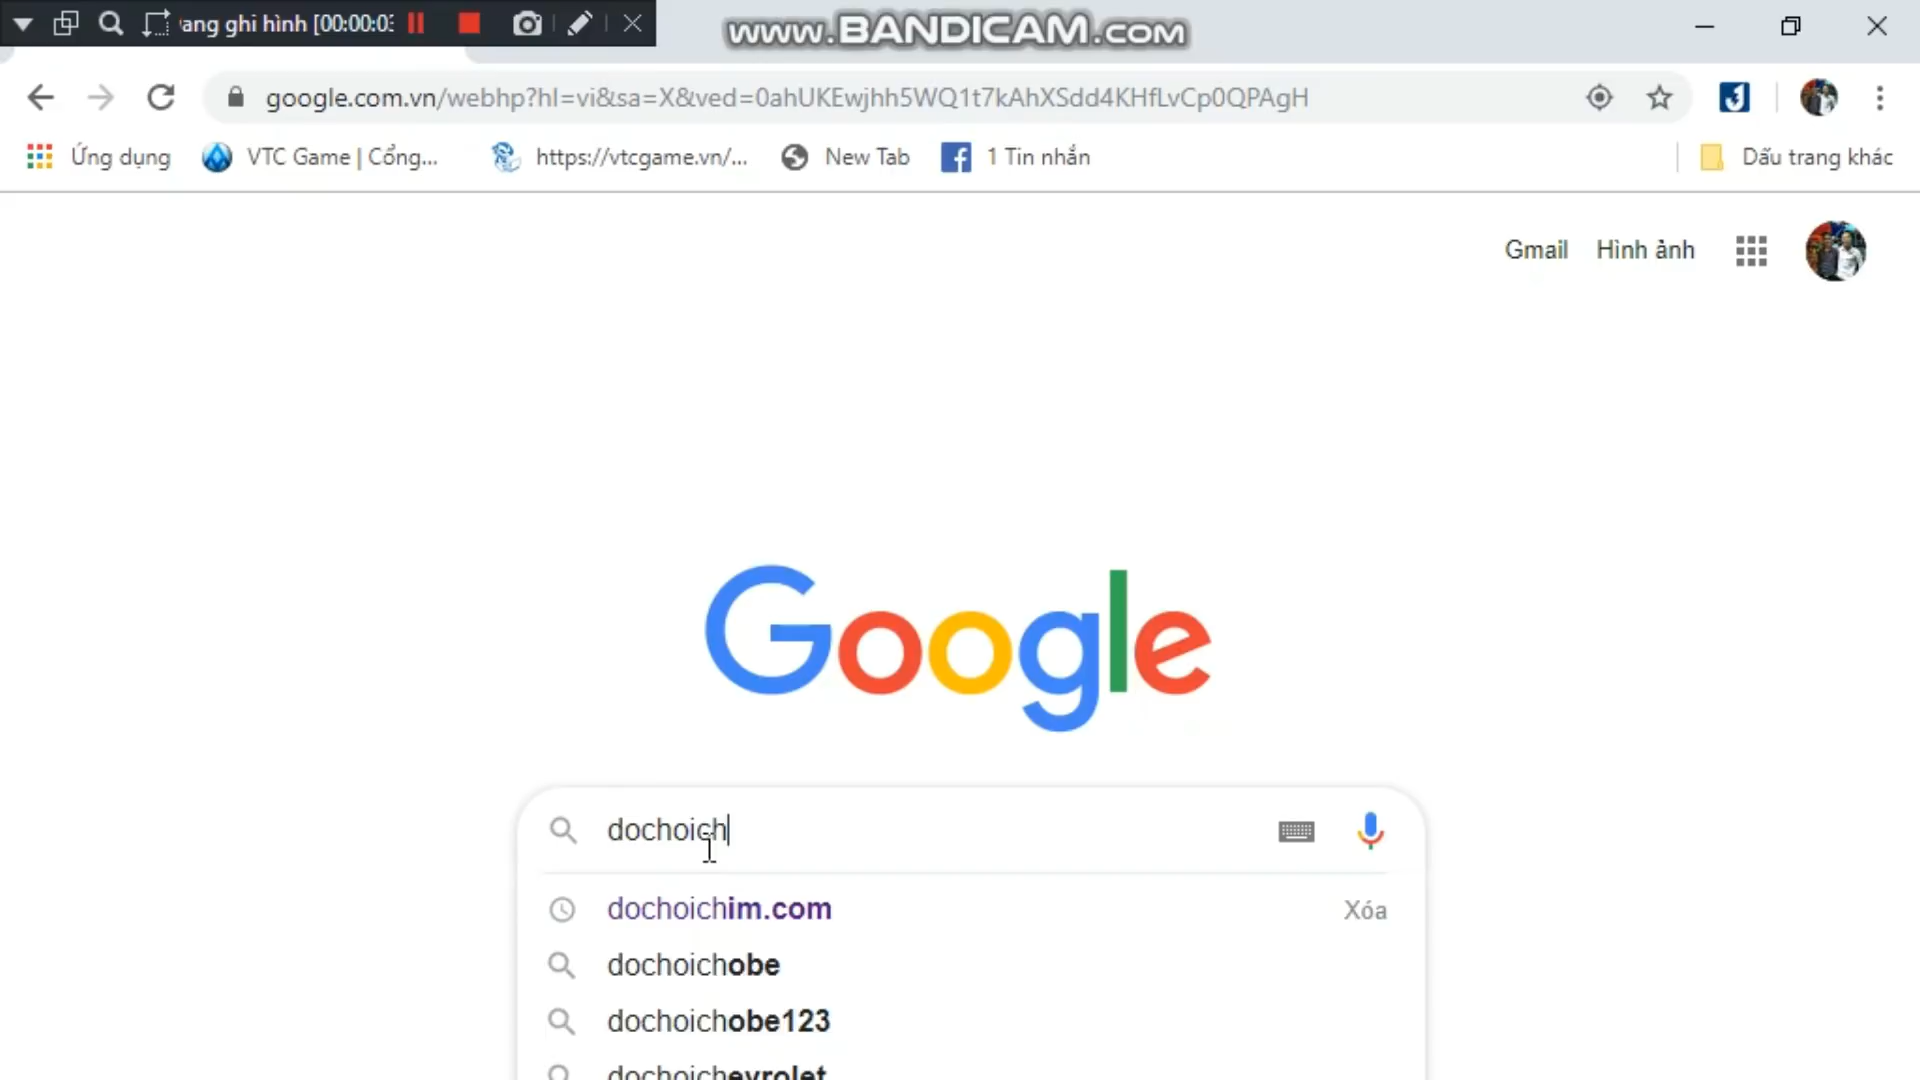 ang ghi hình [00:00:03
www.BANDICAM.com
google.com.vn/webhp?hl=vi&sa=X&ved=0ahUKEwjhh5WQ1t7kAhXSdd4KHfLvCp0QPAgH
Ứng dụng VTC Game | Cổng... https://vtcgame.vn/... New Tab 1 Tin nhắn Dấu trang khác
Gmail Hình ảnh
Google
dochoich
dochoichim.com Xóa
dochoichobe
dochoichobe123
dochoichevrolet